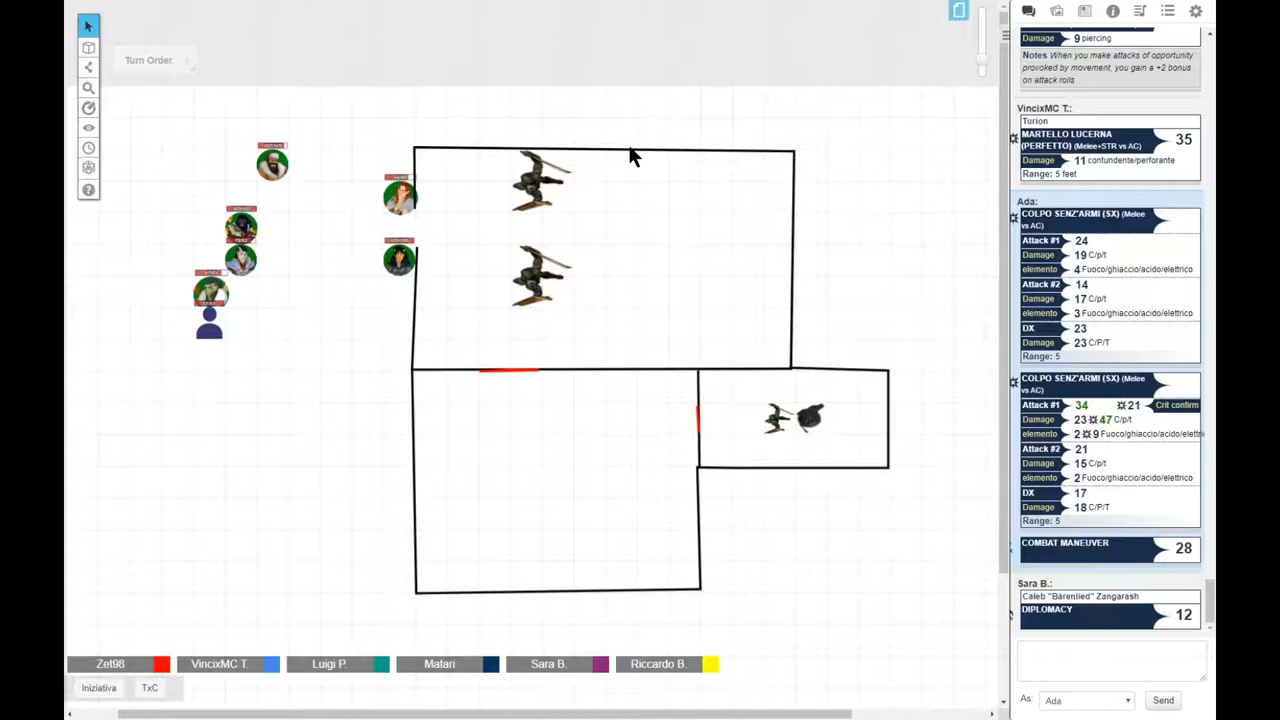 Turn Order
Damage 9 piercing
Notes When you make attacks of opportunity
provoked by movement, you gain a +2 bonus
on attack rolls
VincixMC T.:
Turion
MARTELLO LUCERNA
(PERFETTO) (Melee+STR vs AC)
35
Damage 11 contundente/perforante
Range: 5 feet
Ada:
COLPO SENZ'ARMI (SX) (Melee
vs AC)
Attack #1 24
Damage 19 C/p/t
elemento 4 Fuoco/ghiaccio/acido/elettrico
Attack #2 14
Damage 17 C/p/t
elemento 3 Fuoco/ghiaccio/acido/elettrico
DX 23
Damage 23 C/P/T
Range: 5
COLPO SENZ'ARMI (SX) (Melee
vs AC)
Attack #1 34 21 Crit confirm
Damage 23 47 C/p/t
elemento 2 9 Fuoco/ghiaccio/acido/elettr
Attack #2 21
Damage 15 C/p/t
elemento 2 Fuoco/ghiaccio/acido/elettrico
DX 17
Damage 18 C/P/T
Range: 5
COMBAT MANEUVER 28
Sara B.:
Caleb "Barenlied" Zangarash
DIPLOMACY 12
Zet98 VincixMC T. Luigi P. Matari Sara B. Riccardo B.
Iniziativa TxC
As: Ada Send